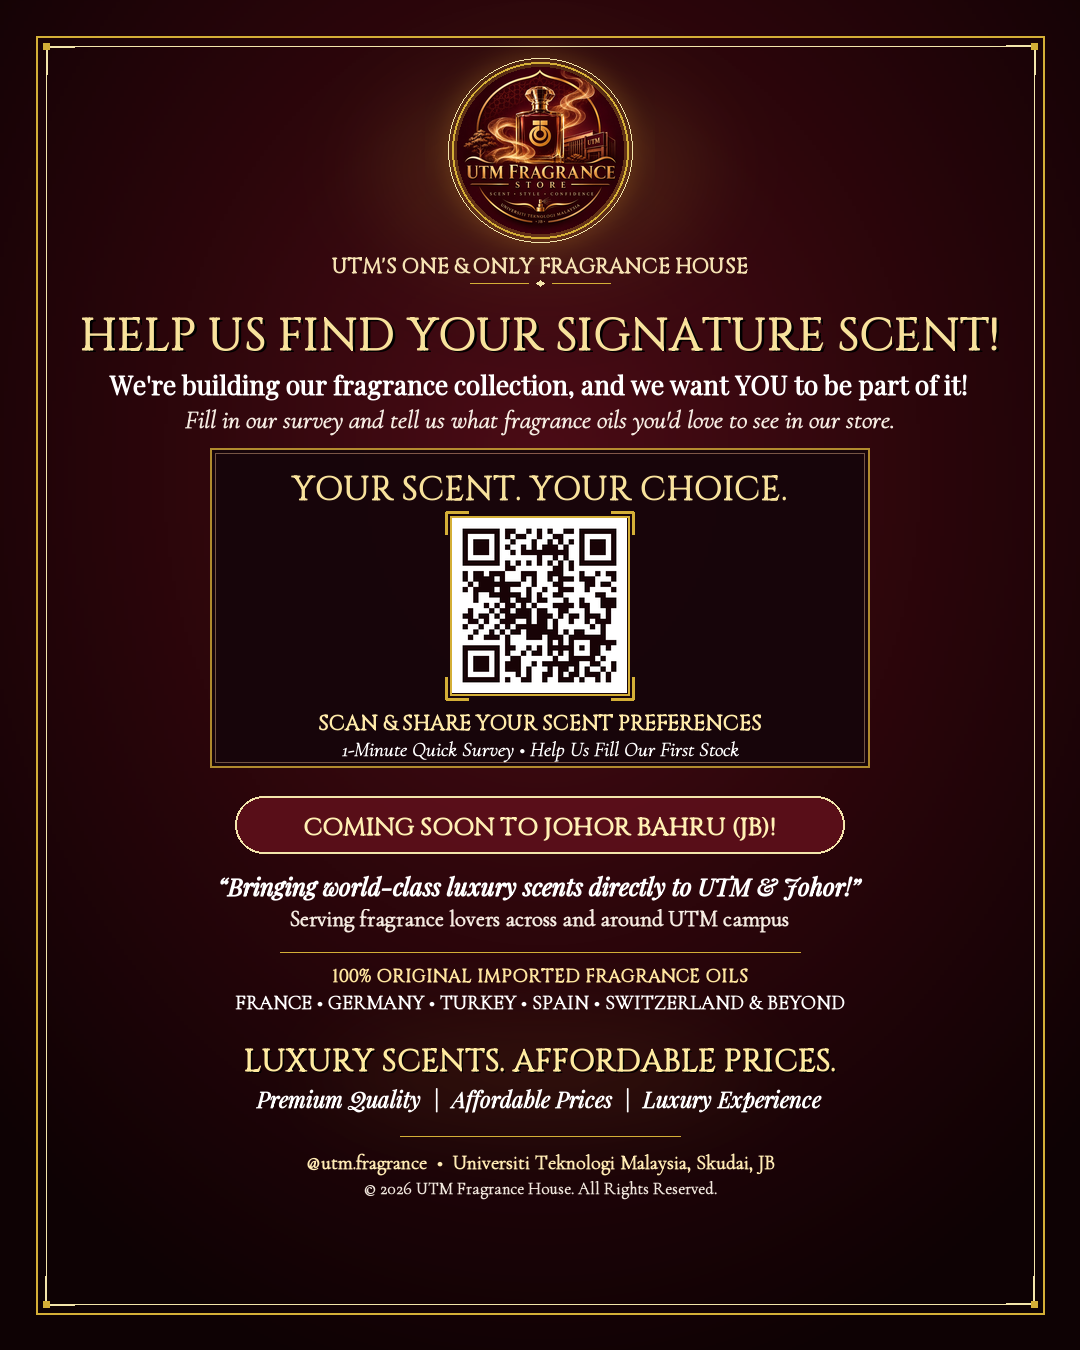 UTM
UTM FRAGRANCE
STORE
SCENT • STYLE • CONFIDENCE
UNIVERSITI TEKNOLOGI MALAYSIA
UTM'S ONE & ONLY FRAGRANCE HOUSE
HELP US FIND YOUR SIGNATURE SCENT!
We're building our fragrance collection, and we want YOU to be part of it!
Fill in our survey and tell us what fragrance oils you'd love to see in our store.
YOUR SCENT. YOUR CHOICE.
SCAN & SHARE YOUR SCENT PREFERENCES
1-Minute Quick Survey • Help Us Fill Our First Stock
COMING SOON TO JOHOR BAHRU (JB)!
“Bringing world-class luxury scents directly to UTM & Johor!”
Serving fragrance lovers across and around UTM campus
100% ORIGINAL IMPORTED FRAGRANCE OILS
FRANCE • GERMANY • TURKEY • SPAIN • SWITZERLAND & BEYOND
LUXURY SCENTS. AFFORDABLE PRICES.
Premium Quality | Affordable Prices | Luxury Experience
@utm.fragrance • Universiti Teknologi Malaysia, Skudai, JB
© 2026 UTM Fragrance House. All Rights Reserved.